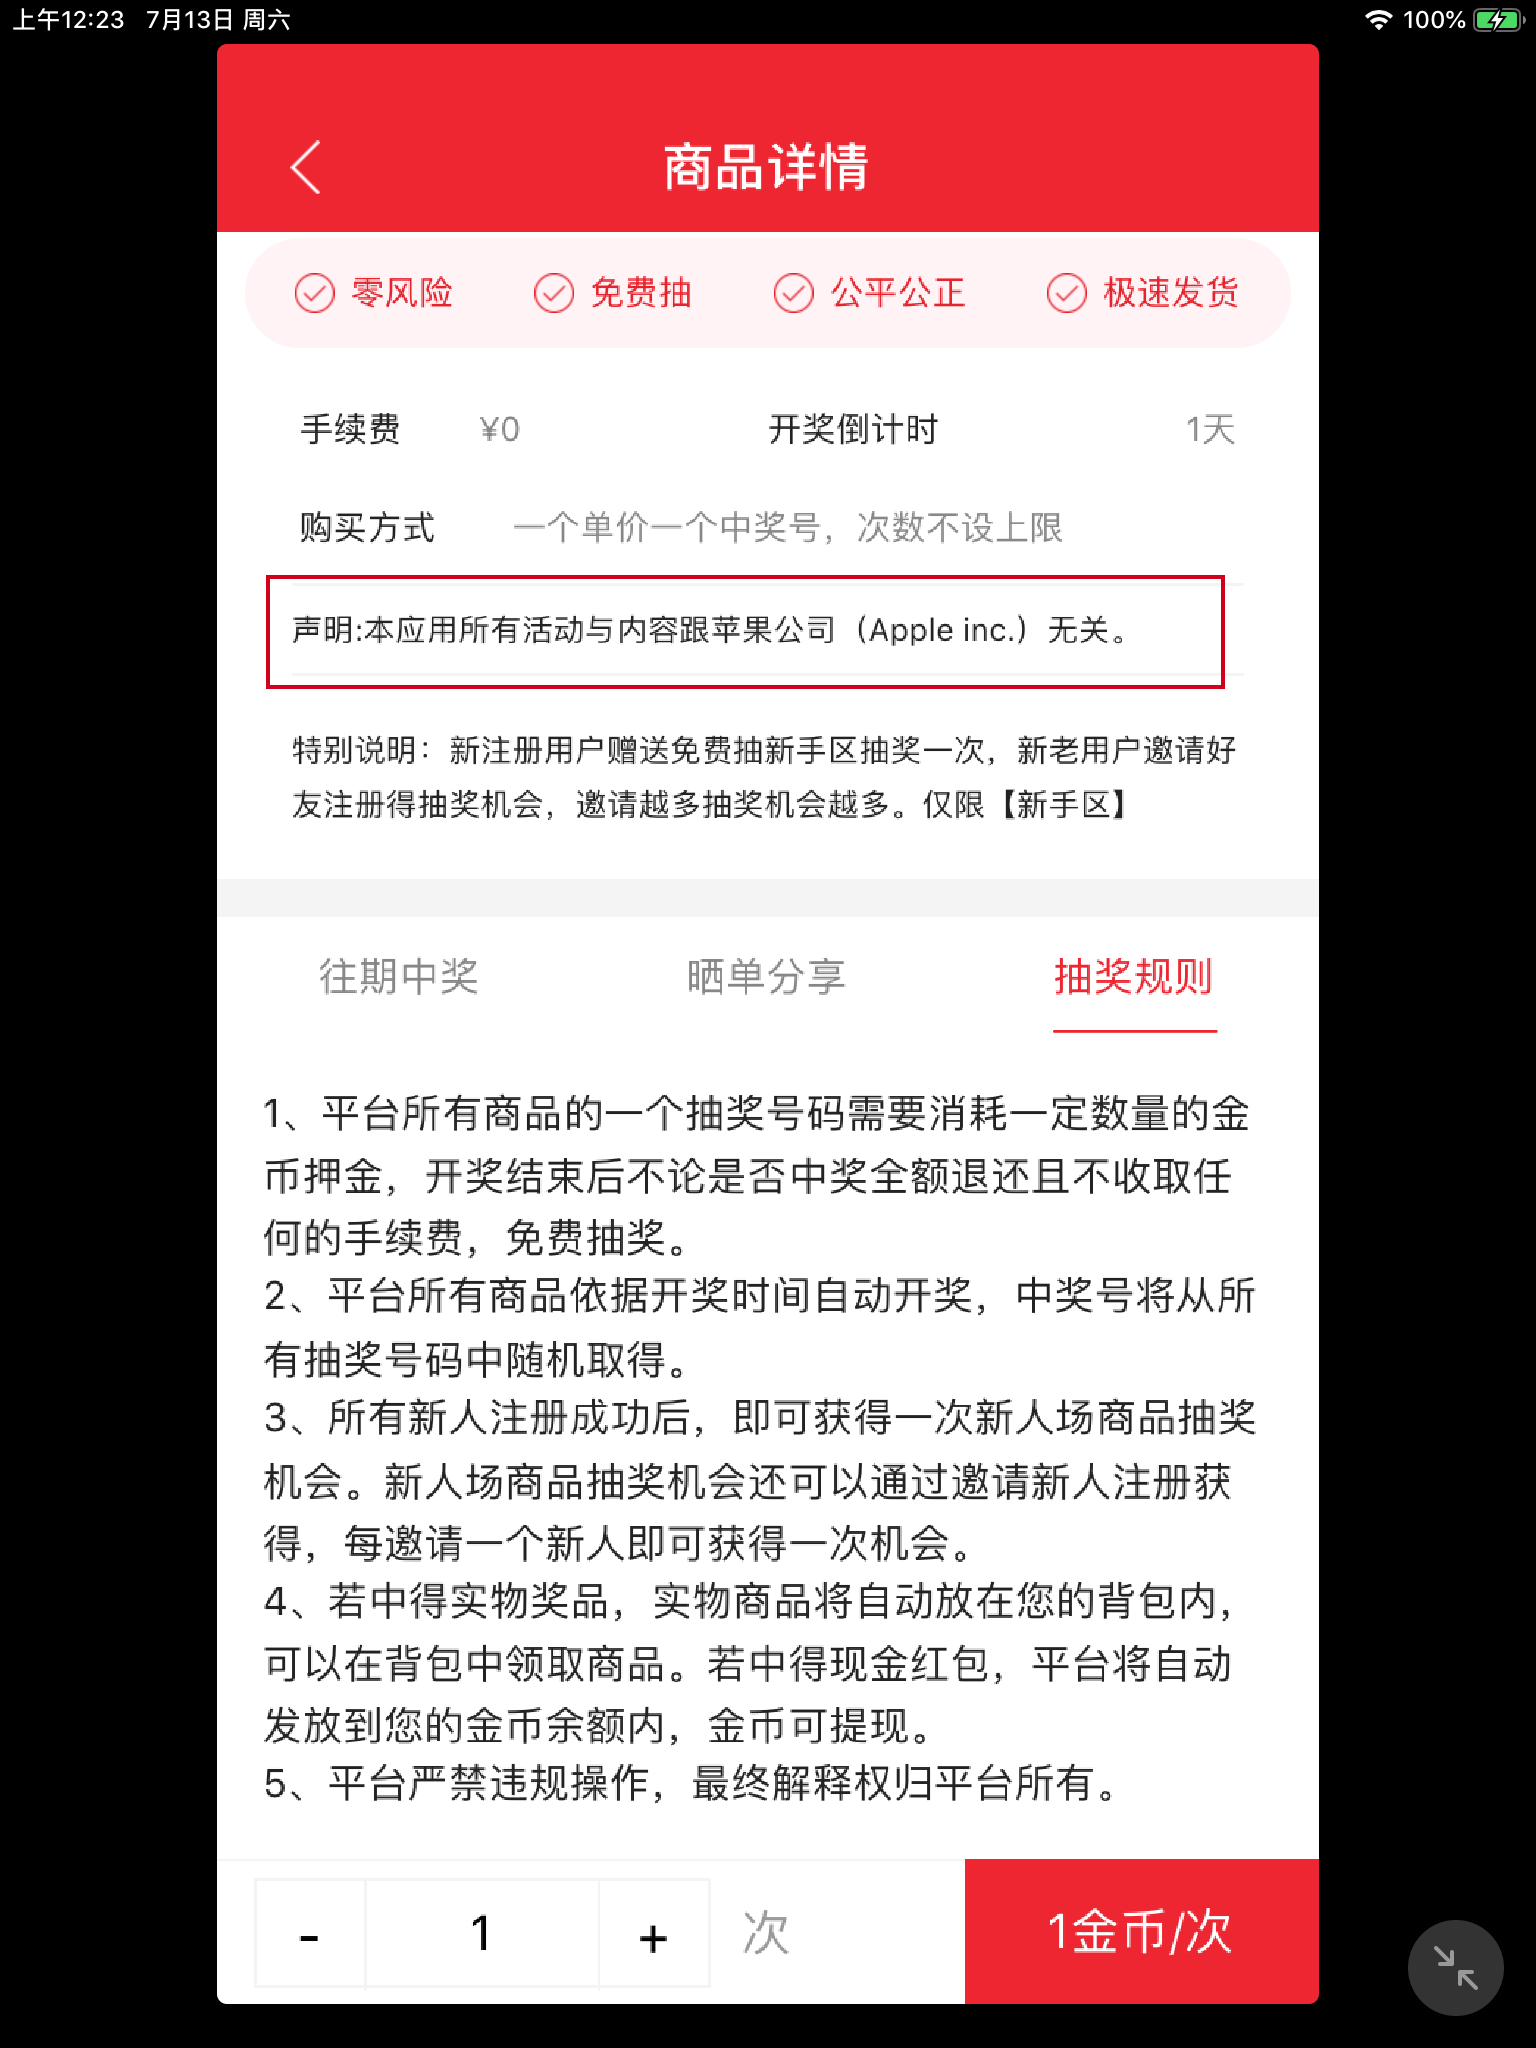 上午12:23 7月13日 周六
100%
商品详情
零风险 免费抽 公平公正 极速发货
手续费 ¥0 开奖倒计时 1天
购买方式 一个单价一个中奖号，次数不设上限
声明:本应用所有活动与内容跟苹果公司（Apple inc.）无关。
特别说明：新注册用户赠送免费抽新手区抽奖一次，新老用户邀请好
友注册得抽奖机会，邀请越多抽奖机会越多。仅限【新手区】
往期中奖 晒单分享 抽奖规则
1、平台所有商品的一个抽奖号码需要消耗一定数量的金
币押金，开奖结束后不论是否中奖全额退还且不收取任
何的手续费，免费抽奖。
2、平台所有商品依据开奖时间自动开奖，中奖号将从所
有抽奖号码中随机取得。
3、所有新人注册成功后，即可获得一次新人场商品抽奖
机会。新人场商品抽奖机会还可以通过邀请新人注册获
得，每邀请一个新人即可获得一次机会。
4、若中得实物奖品，实物商品将自动放在您的背包内，
可以在背包中领取商品。若中得现金红包，平台将自动
发放到您的金币余额内，金币可提现。
5、平台严禁违规操作，最终解释权归平台所有。
- 1 + 次 1金币/次